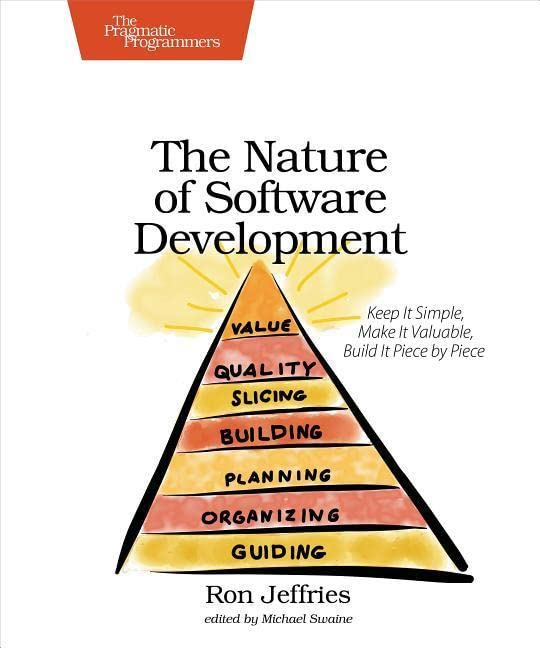 The
Pragmatic
Programmers
The Nature
of Software
Development
Keep It Simple,
Make It Valuable,
Build It Piece by Piece
VALUE
QUALITY
SLICING
BUILDING
PLANNING
ORGANIZING
GUIDING
Ron Jeffries
edited by Michael Swaine